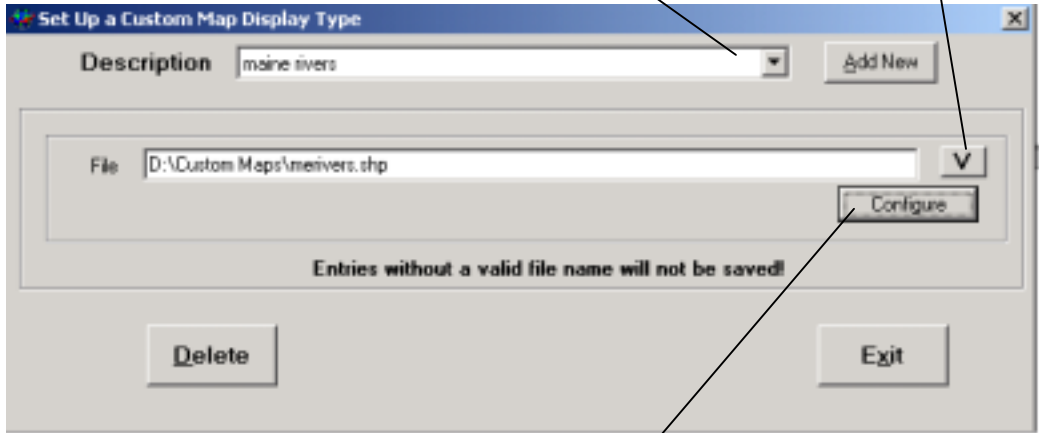 Set Up a Custom Map Display Type
Description maine rivers Add New
File D:\Custom Maps\merivers.shp V
Configure
Entries without a valid file name will not be saved!
Delete Exit